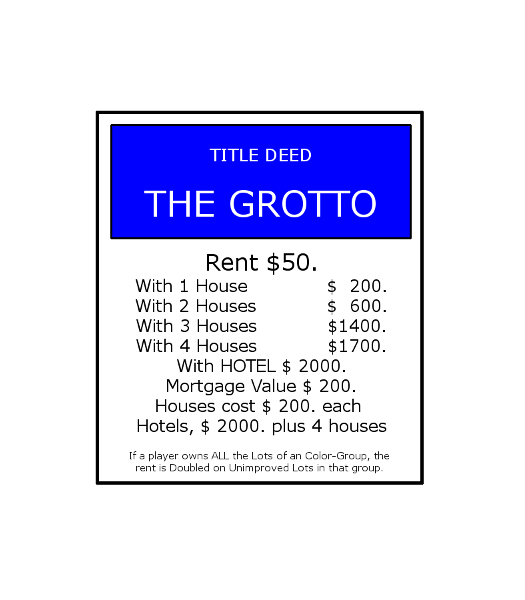 TITLE DEED
THE GROTTO
Rent $50.
With 1 House $ 200.
With 2 Houses $ 600.
With 3 Houses $1400.
With 4 Houses $1700.
With HOTEL $ 2000.
Mortgage Value $ 200.
Houses cost $ 200. each
Hotels, $ 2000. plus 4 houses
If a player owns ALL the Lots of an Color-Group, the
rent is Doubled on Unimproved Lots in that group.